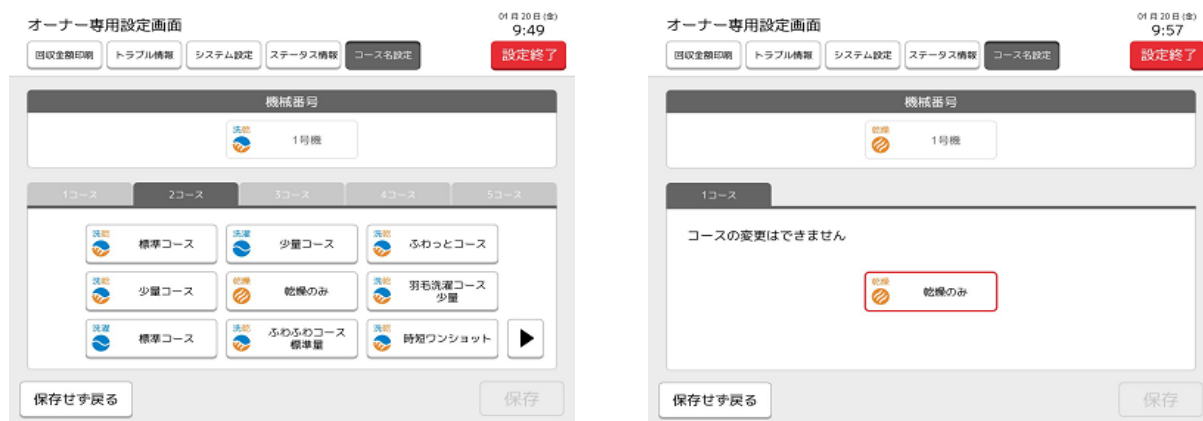 オーナー専用設定画面
01月20日(金)
9:49
回収金額印刷 トラブル情報 システム設定 ステータス情報 コース名設定 設定終了
機械番号
洗乾 1号機
1コース 2コース 3コース 4コース 5コース
洗乾 標準コース 洗濯 少量コース 洗乾 ふわっとコース
洗乾 少量コース 乾燥 乾燥のみ 洗乾 羽毛洗濯コース
少量
洗濯 標準コース 洗乾 ふわふわコース
標準量
洗乾 時短ワンショット
保存せず戻る 保存
オーナー専用設定画面
01月20日(金)
9:57
回収金額印刷 トラブル情報 システム設定 ステータス情報 コース名設定 設定終了
機械番号
乾燥 1号機
1コース
コースの変更はできません
乾燥 乾燥のみ
保存せず戻る 保存